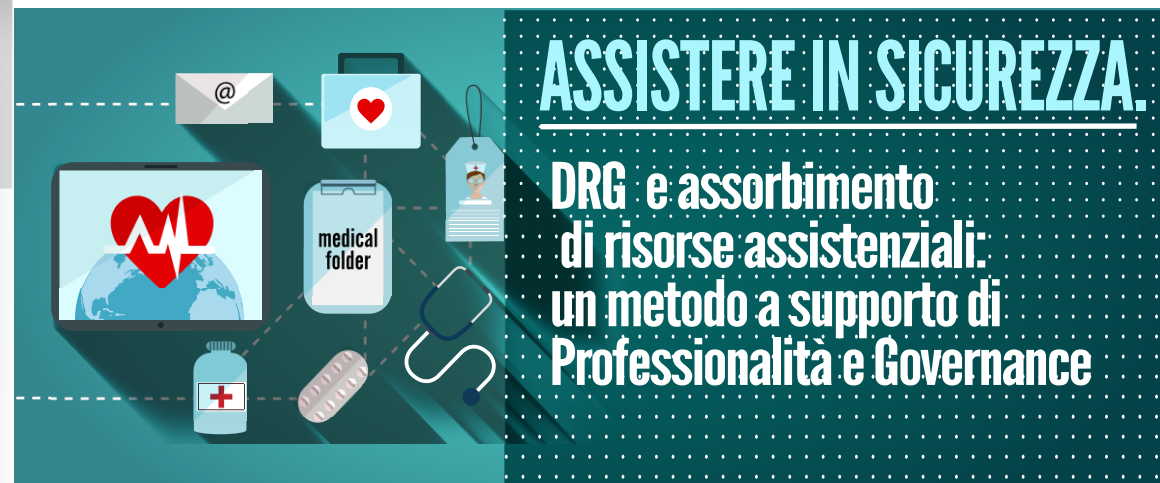 @
medical
folder
ASSISTERE IN SICUREZZA.
DRG e assorbimento
di risorse assistenziali:
un metodo a supporto di
Professionalità e Governance